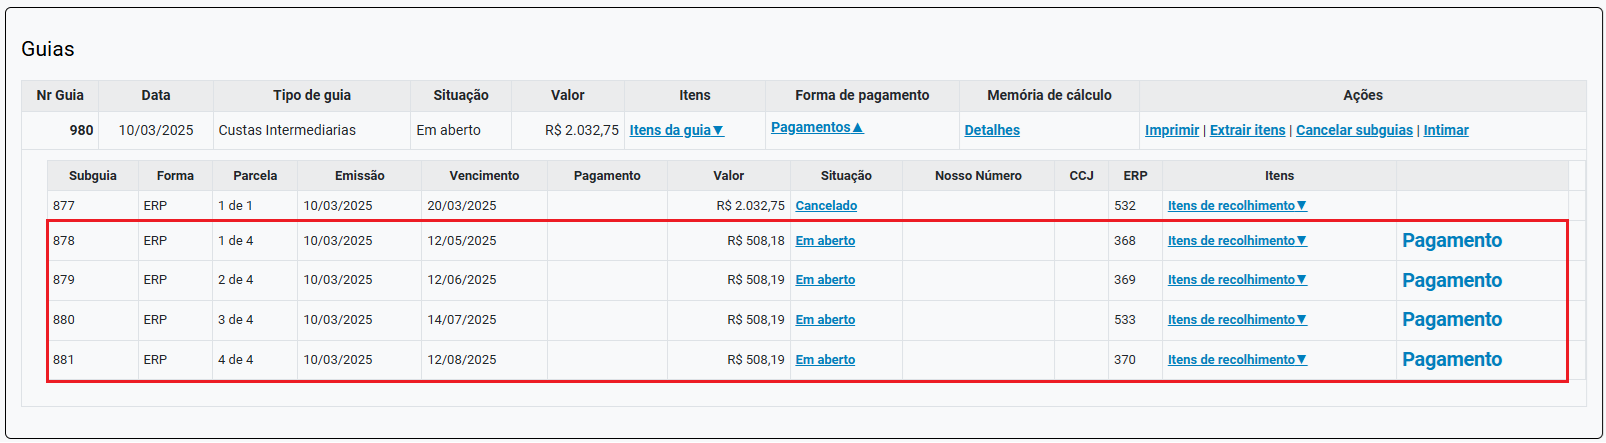 Guias
Nr Guia Data Tipo de guia Situação Valor Itens Forma de pagamento Memória de cálculo Ações
980 10/03/2025 Custas Intermediarias Em aberto R$ 2.032,75 Itens da guia▼ Pagamentos▲ Detalhes Imprimir | Extrair itens | Cancelar subguias | Intimar
Subguia Forma Parcela Emissão Vencimento Pagamento Valor Situação Nosso Número CCJ ERP Itens
877 ERP 1 de 1 10/03/2025 20/03/2025 R$ 2.032,75 Cancelado 532 Itens de recolhimento▼
878 ERP 1 de 4 10/03/2025 12/05/2025 R$ 508,18 Em aberto 368 Itens de recolhimento▼ Pagamento
879 ERP 2 de 4 10/03/2025 12/06/2025 R$ 508,19 Em aberto 369 Itens de recolhimento▼ Pagamento
880 ERP 3 de 4 10/03/2025 14/07/2025 R$ 508,19 Em aberto 533 Itens de recolhimento▼ Pagamento
881 ERP 4 de 4 10/03/2025 12/08/2025 R$ 508,19 Em aberto 370 Itens de recolhimento▼ Pagamento